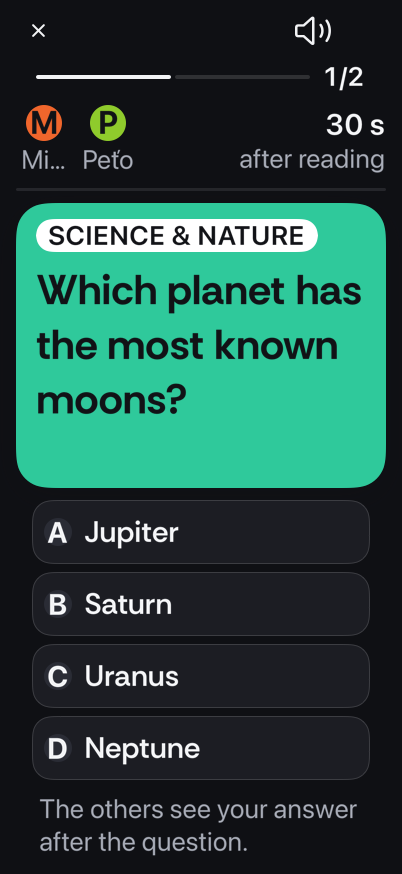 ×
1/2
M P
30 s
Mi... Peťo
after reading
SCIENCE & NATURE
Which planet has
the most known
moons?
A Jupiter
B Saturn
C Uranus
D Neptune
The others see your answer
after the question.